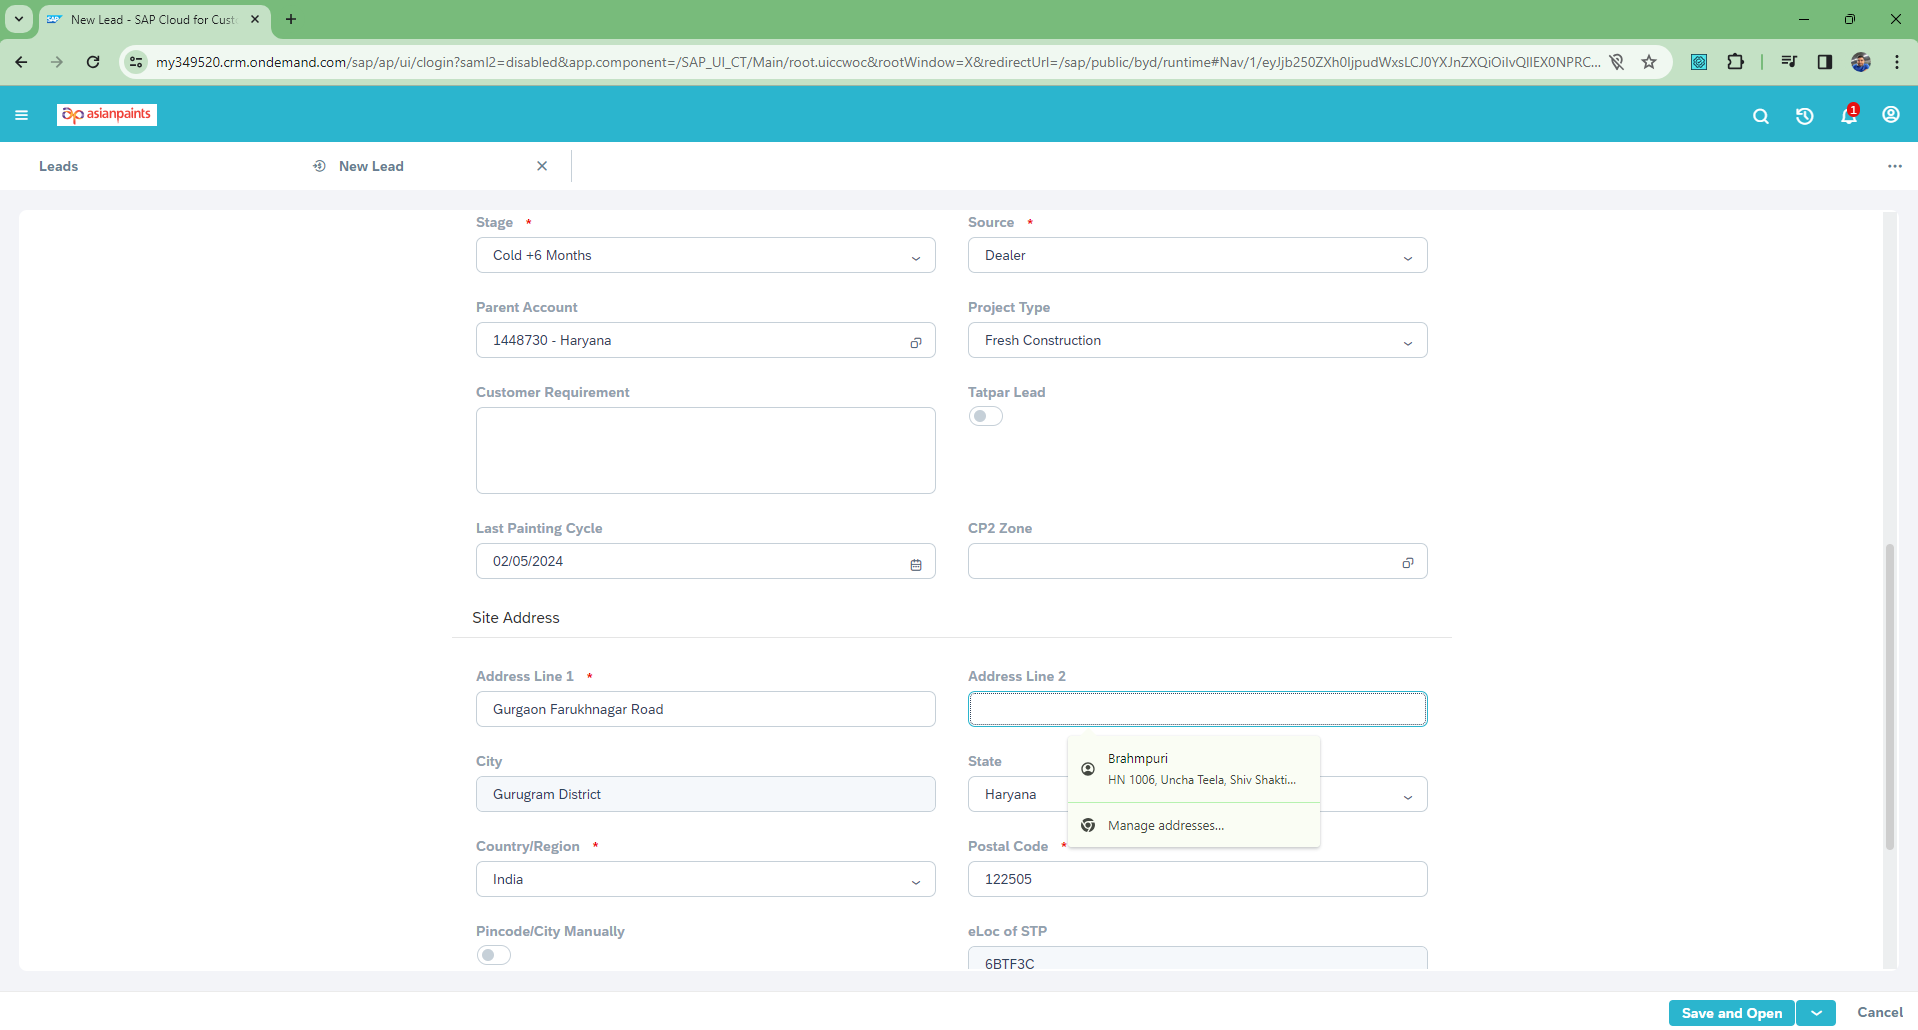 New Lead - SAP Cloud for Cust
my349520.crm.ondemand.com/sap/ap/ui/clogin?saml2=disabled&app.component=/SAP_UI_CT/Main/root.uiccwoc&rootWindow=X&redirectUrl=/sap/public/byd/runtime#Nav/1/
asianpaints
1
Leads
New Lead
Stage *
Source *
Cold +6 Months
Dealer
Parent Account
Project Type
1448730 - Haryana
Fresh Construction
Customer Requirement
Tatpar Lead
Last Painting Cycle
CP2 Zone
02/05/2024
Site Address
Address Line 1 *
Address Line 2
Gurgaon Farukhnagar Road
Brahmpuri
HN 1006, Uncha Teela, Shiv Shakti...
Manage addresses...
City
State
Gurugram District
Haryana
Country/Region *
Postal Code *
India
122505
Pincode/City Manually
eLoc of STP
6BTF3C
Save and Open
Cancel